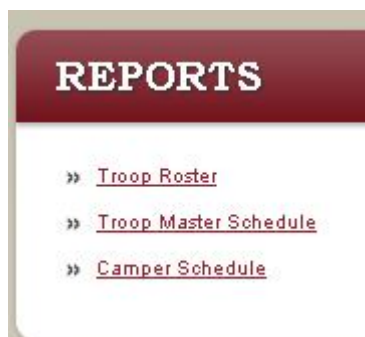 REPORTS
» Troop Roster
» Troop Master Schedule
» Camper Schedule